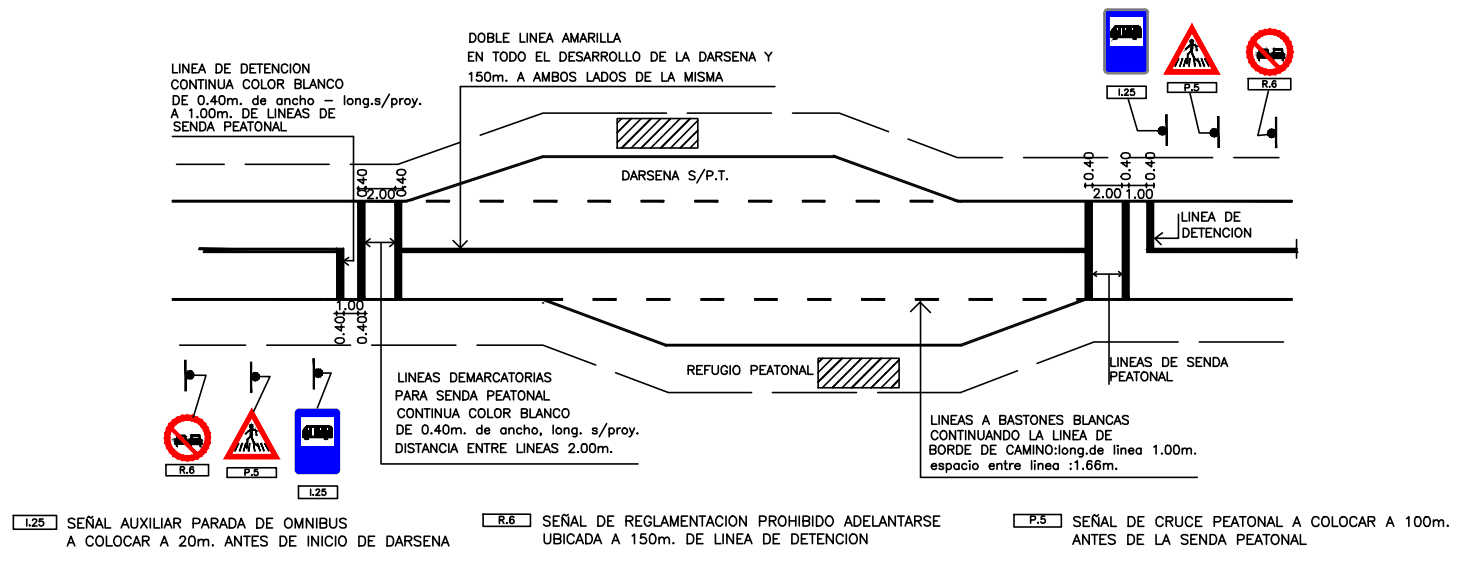 DOBLE LINEA AMARILLA
EN TODO EL DESARROLLO DE LA DARSENA Y
150m. A AMBOS LADOS DE LA MISMA
LINEA DE DETENCION
CONTINUA COLOR BLANCO
DE 0.40m. de ancho – long.s/proy.
A 1.00m. DE LINEAS DE
SENDA PEATONAL
I.25
P.5
R.6
DARSENA S/P.T.
0.40
0.40
2.00
0.40
0.40
0.40
2.00
1.00
LINEA DE
DETENCION
1.00
0.40
0.40
REFUGIO PEATONAL
LINEAS DE SENDA
PEATONAL
LINEAS DEMARCATORIAS
PARA SENDA PEATONAL
CONTINUA COLOR BLANCO
DE 0.40m. de ancho, long. s/proy.
DISTANCIA ENTRE LINEAS 2.00m.
LINEAS A BASTONES BLANCAS
CONTINUANDO LA LINEA DE
BORDE DE CAMINO:long.de linea 1.00m.
espacio entre linea :1.66m.
R.6
P.5
I.25
I.25 SEÑAL AUXILIAR PARADA DE OMNIBUS
A COLOCAR A 20m. ANTES DE INICIO DE DARSENA
R.6 SEÑAL DE REGLAMENTACION PROHIBIDO ADELANTARSE
UBICADA A 150m. DE LINEA DE DETENCION
P.5 SEÑAL DE CRUCE PEATONAL A COLOCAR A 100m.
ANTES DE LA SENDA PEATONAL